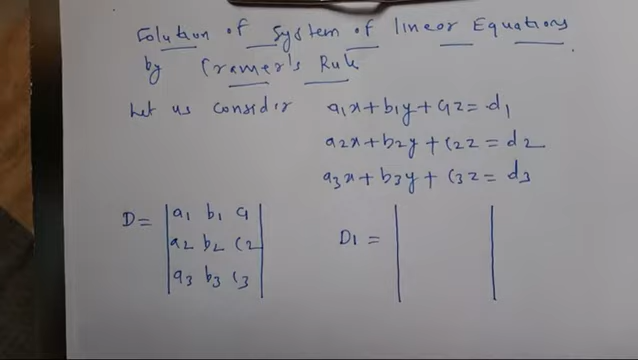 Solution of System of linear Equations
by Cramer's Rule
Let us consider a1x+b1y+c1z=d1
a2x+b2y+c2z=d2
a3x+b3y+c3z=d3
D= |a1 b1 c1| D1 = | |
|a2 b2 c2|
|a3 b3 c3|